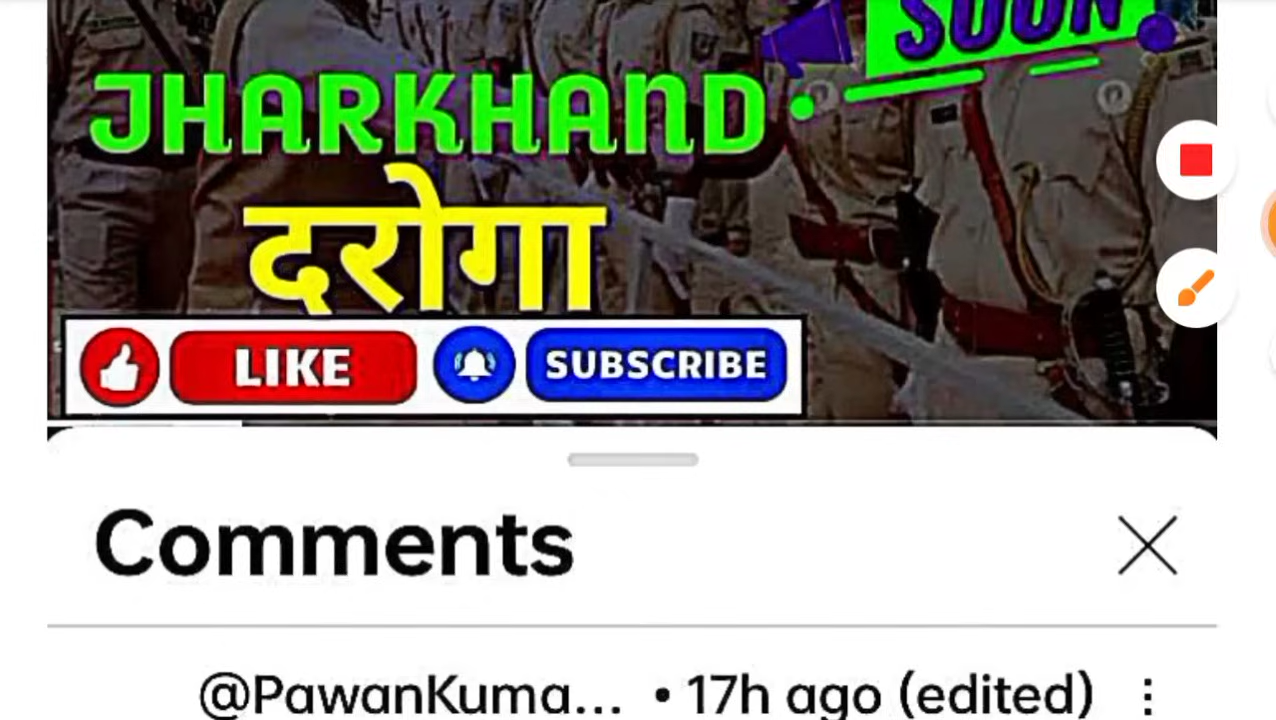 SOON
JHARKHAND
दरोगा
LIKE SUBSCRIBE
Comments
@PawanKuma... • 17h ago (edited)